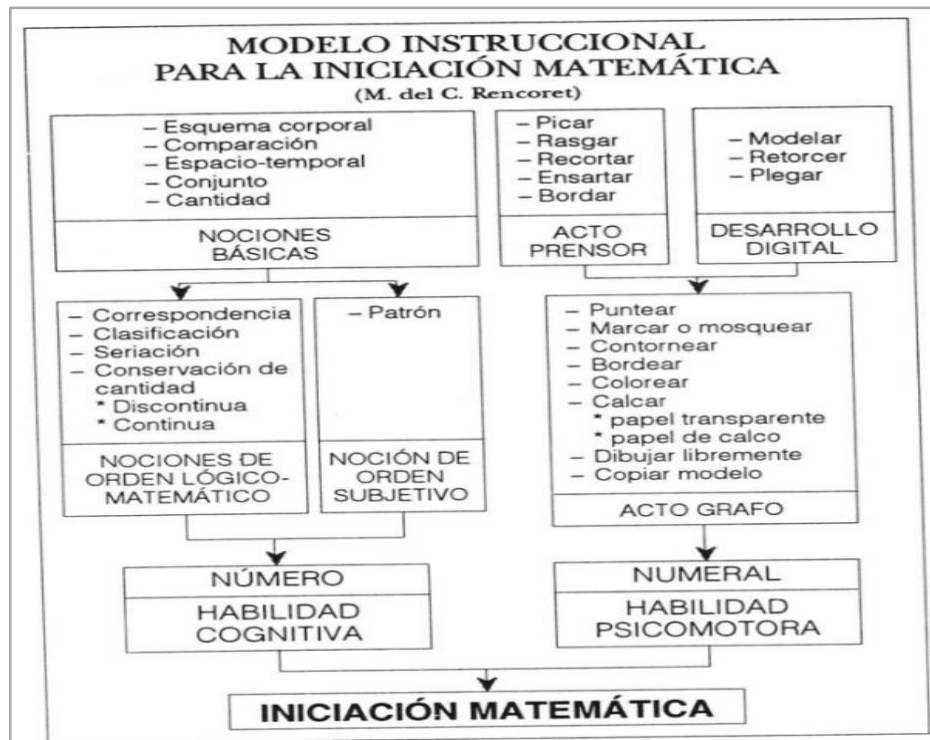 MODELO INSTRUCCIONAL
PARA LA INICIACIÓN MATEMÁTICA
(M. del C. Rencoret)
– Esquema corporal
– Comparación
– Espacio-temporal
– Conjunto
– Cantidad
NOCIONES
BÁSICAS
– Picar
– Rasgar
– Recortar
– Ensartar
– Bordar
ACTO
PRENSOR
– Modelar
– Retorcer
– Plegar
DESARROLLO
DIGITAL
– Correspondencia
– Clasificación
– Seriación
– Conservación de
cantidad
* Discontinua
* Continua
NOCIONES DE
ORDEN LÓGICO-
MATEMÁTICO
– Patrón
NOCIÓN DE
ORDEN
SUBJETIVO
– Puntear
– Marcar o mosquear
– Contornear
– Bordear
– Colorear
– Calcar
* papel transparente
* papel de calco
– Dibujar libremente
– Copiar modelo
ACTO GRAFO
NÚMERO
HABILIDAD
COGNITIVA
NUMERAL
HABILIDAD
PSICOMOTORA
INICIACIÓN MATEMÁTICA